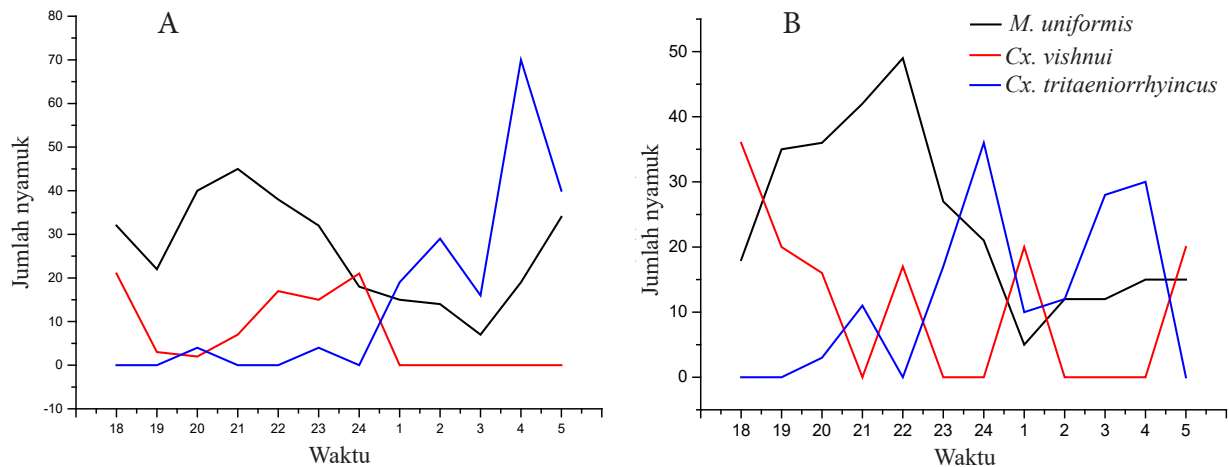 A
Jumlah nyamuk
80
70
60
50
40
30
20
10
0
-10
18 19 20 21 22 23 24 1 2 3 4 5
Waktu
B
M. uniformis
Cx. vishnui
Cx. tritaeniorrhyincus
Jumlah nyamuk
50
40
30
20
10
0
18 19 20 21 22 23 24 1 2 3 4 5
Waktu